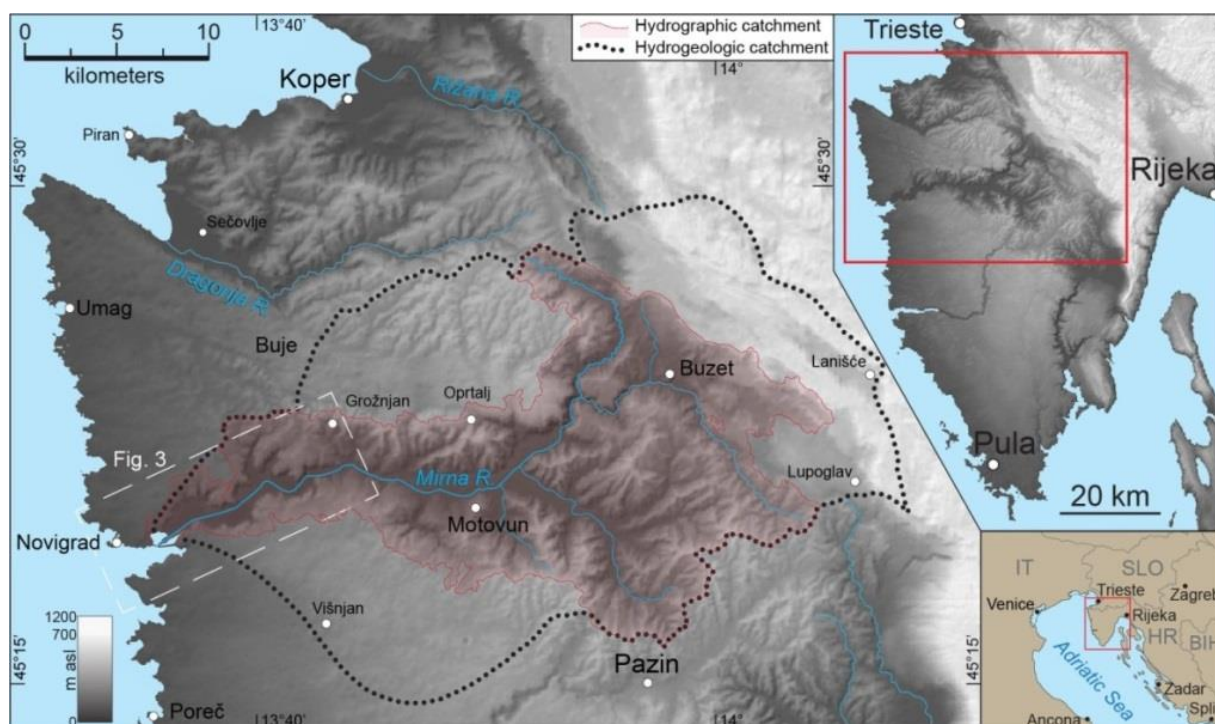 0 5 10
kilometers
13°40'
Hydrographic catchment
Hydrogeologic catchment
14°
Koper
Rižana R.
Piran
45°30'
45°30'
Sečovlje
Dragonja R.
Umag
Buje
Buzet
Lanišće
Grožnjan
Oprtalj
Fig. 3
Mirna R.
Lupoglav
Motovun
Novigrad
Višnjan
1200
700
m asl
0
45°15'
45°15'
Pazin
Poreč
13°40'
14°
Trieste
Rijeka
Pula
20 km
IT
SLO
Trieste
Zagreb
Venice
Rijeka
HR
BIH
Adriatic Sea
Zadar
Split
Ancona